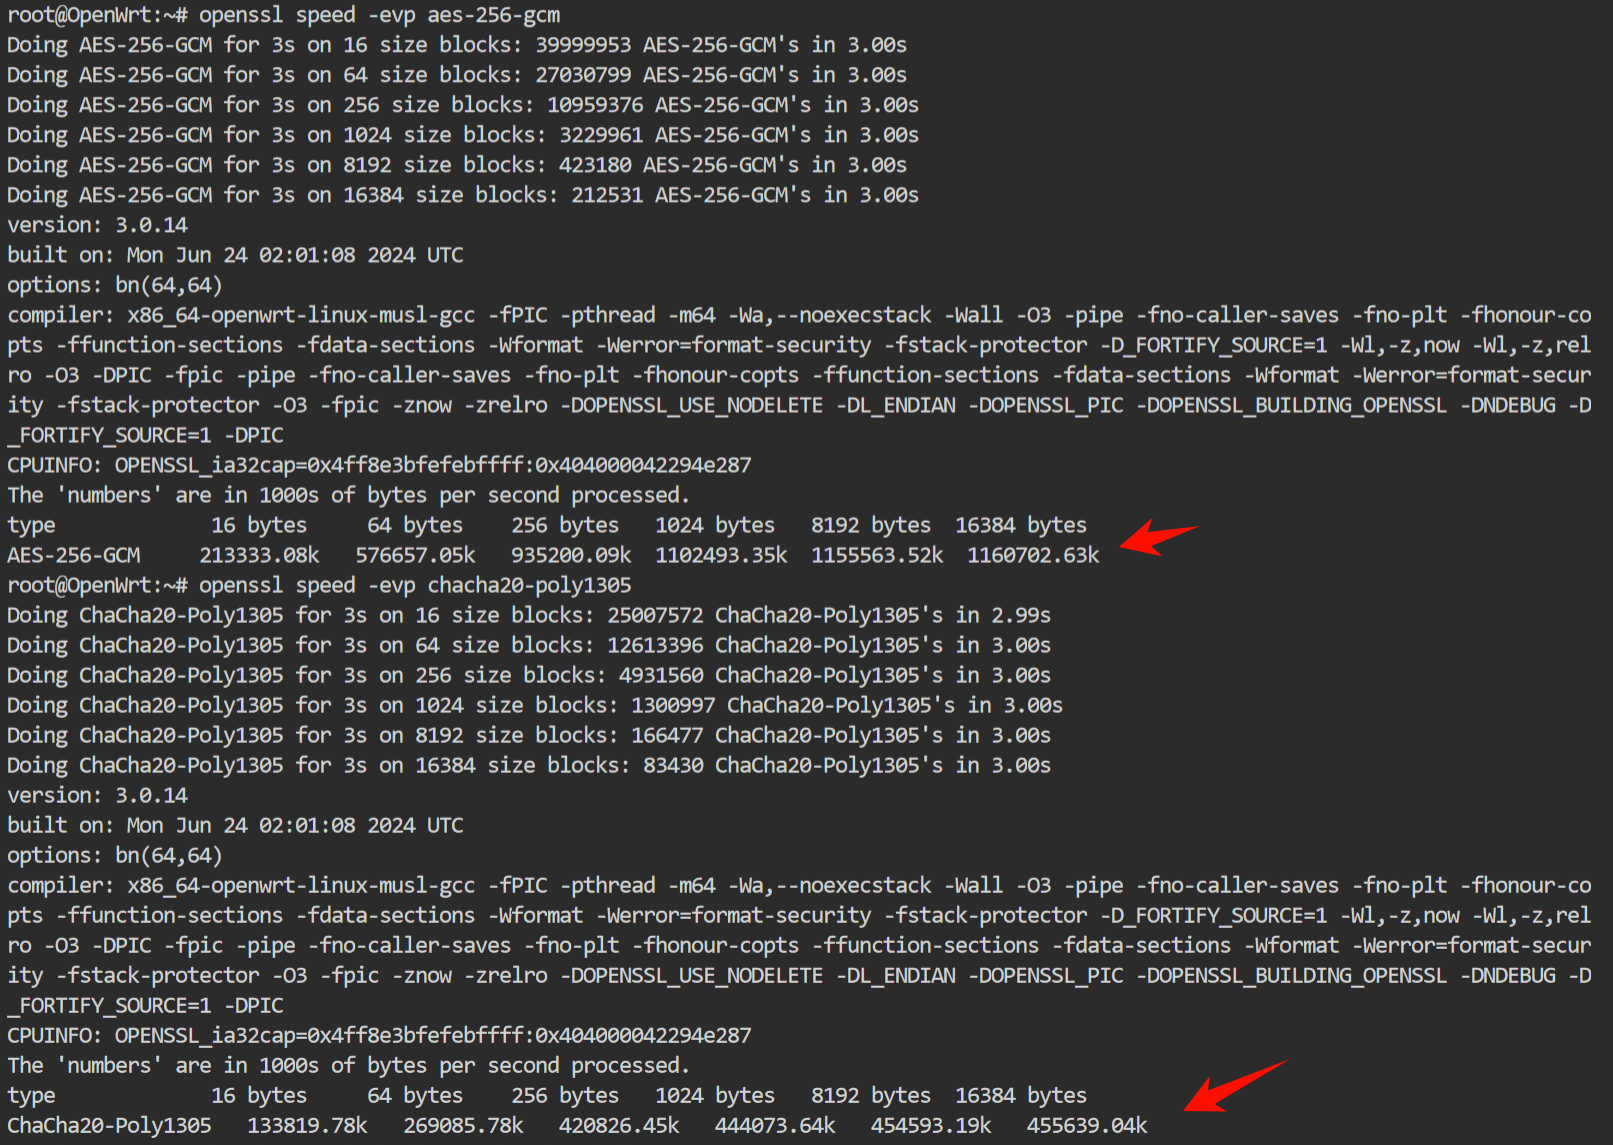 root@OpenWrt:~# openssl speed -evp aes-256-gcm
Doing AES-256-GCM for 3s on 16 size blocks: 39999953 AES-256-GCM's in 3.00s
Doing AES-256-GCM for 3s on 64 size blocks: 27030799 AES-256-GCM's in 3.00s
Doing AES-256-GCM for 3s on 256 size blocks: 10959376 AES-256-GCM's in 3.00s
Doing AES-256-GCM for 3s on 1024 size blocks: 3229961 AES-256-GCM's in 3.00s
Doing AES-256-GCM for 3s on 8192 size blocks: 423180 AES-256-GCM's in 3.00s
Doing AES-256-GCM for 3s on 16384 size blocks: 212531 AES-256-GCM's in 3.00s
version: 3.0.14
built on: Mon Jun 24 02:01:08 2024 UTC
options: bn(64,64)
compiler: x86_64-openwrt-linux-musl-gcc -fPIC -pthread -m64 -Wa,--noexecstack -Wall -O3 -pipe -fno-caller-saves -fno-plt -fhonour-co
pts -ffunction-sections -fdata-sections -Wformat -Werror=format-security -fstack-protector -D_FORTIFY_SOURCE=1 -Wl,-z,now -Wl,-z,rel
ro -O3 -DPIC -fpic -pipe -fno-caller-saves -fno-plt -fhonour-copts -ffunction-sections -fdata-sections -Wformat -Werror=format-secur
ity -fstack-protector -O3 -fpic -znow -zrelro -DOPENSSL_USE_NODELETE -DL_ENDIAN -DOPENSSL_PIC -DOPENSSL_BUILDING_OPENSSL -DNDEBUG -D
_FORTIFY_SOURCE=1 -DPIC
CPUINFO: OPENSSL_ia32cap=0x4ff8e3bfefebffff:0x404000042294e287
The 'numbers' are in 1000s of bytes per second processed.
type             16 bytes     64 bytes    256 bytes   1024 bytes   8192 bytes  16384 bytes
AES-256-GCM     213333.08k   576657.05k   935200.09k  1102493.35k  1155563.52k  1160702.63k
root@OpenWrt:~# openssl speed -evp chacha20-poly1305
Doing ChaCha20-Poly1305 for 3s on 16 size blocks: 25007572 ChaCha20-Poly1305's in 2.99s
Doing ChaCha20-Poly1305 for 3s on 64 size blocks: 12613396 ChaCha20-Poly1305's in 3.00s
Doing ChaCha20-Poly1305 for 3s on 256 size blocks: 4931560 ChaCha20-Poly1305's in 3.00s
Doing ChaCha20-Poly1305 for 3s on 1024 size blocks: 1300997 ChaCha20-Poly1305's in 3.00s
Doing ChaCha20-Poly1305 for 3s on 8192 size blocks: 166477 ChaCha20-Poly1305's in 3.00s
Doing ChaCha20-Poly1305 for 3s on 16384 size blocks: 83430 ChaCha20-Poly1305's in 3.00s
version: 3.0.14
built on: Mon Jun 24 02:01:08 2024 UTC
options: bn(64,64)
compiler: x86_64-openwrt-linux-musl-gcc -fPIC -pthread -m64 -Wa,--noexecstack -Wall -O3 -pipe -fno-caller-saves -fno-plt -fhonour-co
pts -ffunction-sections -fdata-sections -Wformat -Werror=format-security -fstack-protector -D_FORTIFY_SOURCE=1 -Wl,-z,now -Wl,-z,rel
ro -O3 -DPIC -fpic -pipe -fno-caller-saves -fno-plt -fhonour-copts -ffunction-sections -fdata-sections -Wformat -Werror=format-secur
ity -fstack-protector -O3 -fpic -znow -zrelro -DOPENSSL_USE_NODELETE -DL_ENDIAN -DOPENSSL_PIC -DOPENSSL_BUILDING_OPENSSL -DNDEBUG -D
_FORTIFY_SOURCE=1 -DPIC
CPUINFO: OPENSSL_ia32cap=0x4ff8e3bfefebffff:0x404000042294e287
The 'numbers' are in 1000s of bytes per second processed.
type             16 bytes     64 bytes    256 bytes   1024 bytes   8192 bytes  16384 bytes
ChaCha20-Poly1305   133819.78k   269085.78k   420826.45k   444073.64k   454593.19k   455639.04k